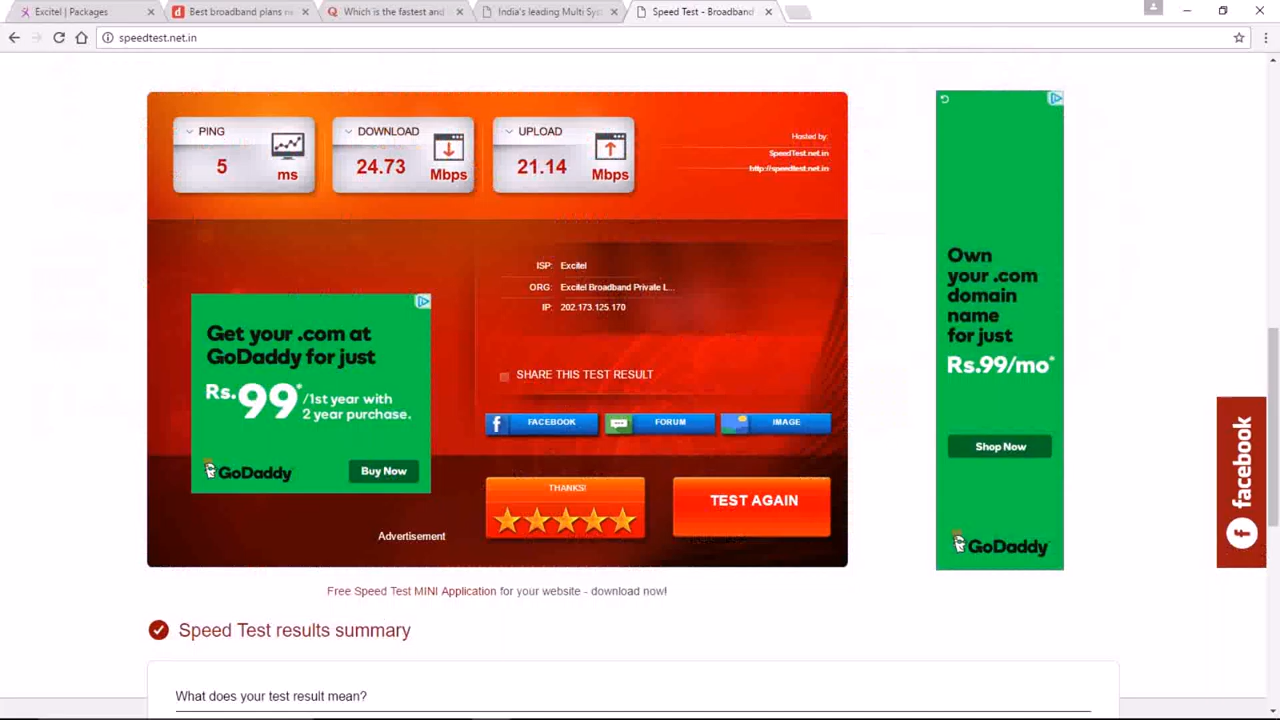 Excitel | Packages
Best broadband plans ne
Which is the fastest and
India's leading Multi Sys
Speed Test - Broadband
speedtest.net.in
PING
5
ms
DOWNLOAD
24.73
Mbps
UPLOAD
21.14
Mbps
Hosted by:
SpeedTest.net.in
http://speedtest.net.in
ISP: Excitel
ORG: Excitel Broadband Private L...
IP: 202.173.125.170
Get your .com at
GoDaddy for just
Rs.99*/1st year with
2 year purchase.
GoDaddy
Buy Now
Advertisement
SHARE THIS TEST RESULT
FACEBOOK
FORUM
IMAGE
THANKS!
TEST AGAIN
Own
your .com
domain
name
for just
Rs.99/mo*
Shop Now
GoDaddy
facebook
Free Speed Test MINI Application for your website - download now!
Speed Test results summary
What does your test result mean?